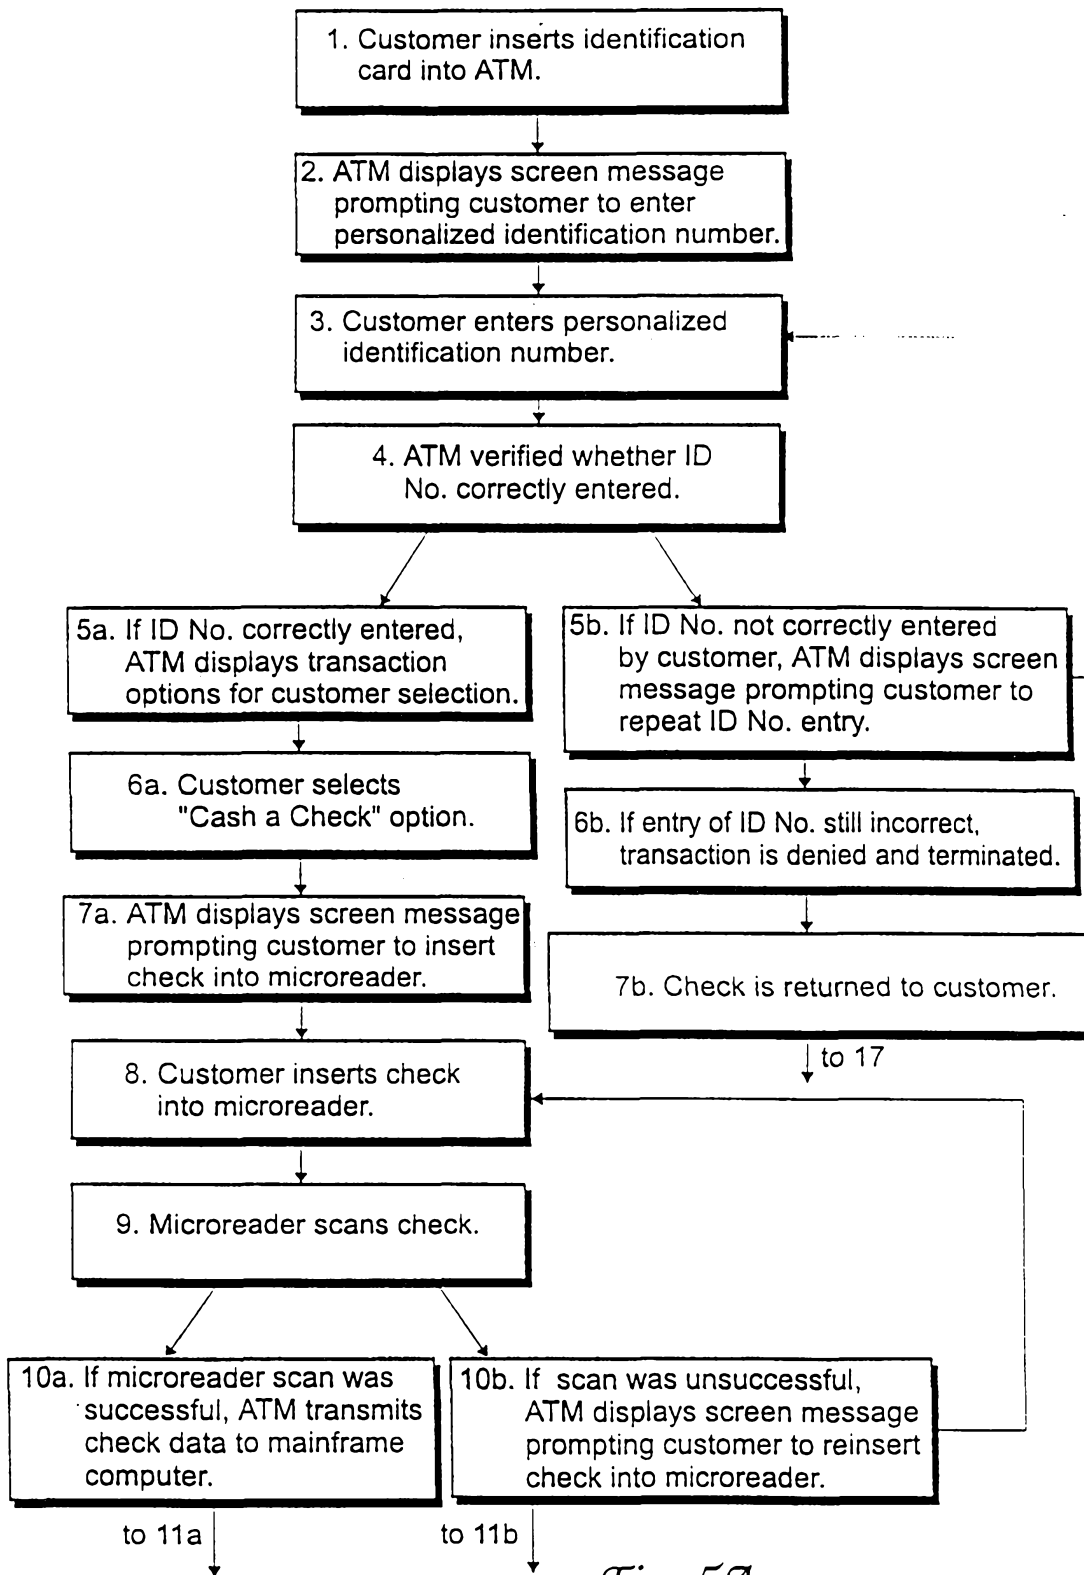 1. Customer inserts identification
card into ATM.
2. ATM displays screen message
prompting customer to enter
personalized identification number.
3. Customer enters personalized
identification number.
4. ATM verified whether ID
No. correctly entered.
5a. If ID No. correctly entered,
ATM displays transaction
options for customer selection.
5b. If ID No. not correctly entered
by customer, ATM displays screen
message prompting customer to
repeat ID No. entry.
6a. Customer selects
"Cash a Check" option.
6b. If entry of ID No. still incorrect,
transaction is denied and terminated.
7a. ATM displays screen message
prompting customer to insert
check into microreader.
7b. Check is returned to customer.
to 17
8. Customer inserts check
into microreader.
9. Microreader scans check.
10a. If microreader scan was
successful, ATM transmits
check data to mainframe
computer.
10b. If scan was unsuccessful,
ATM displays screen message
prompting customer to reinsert
check into microreader.
to 11a
to 11b